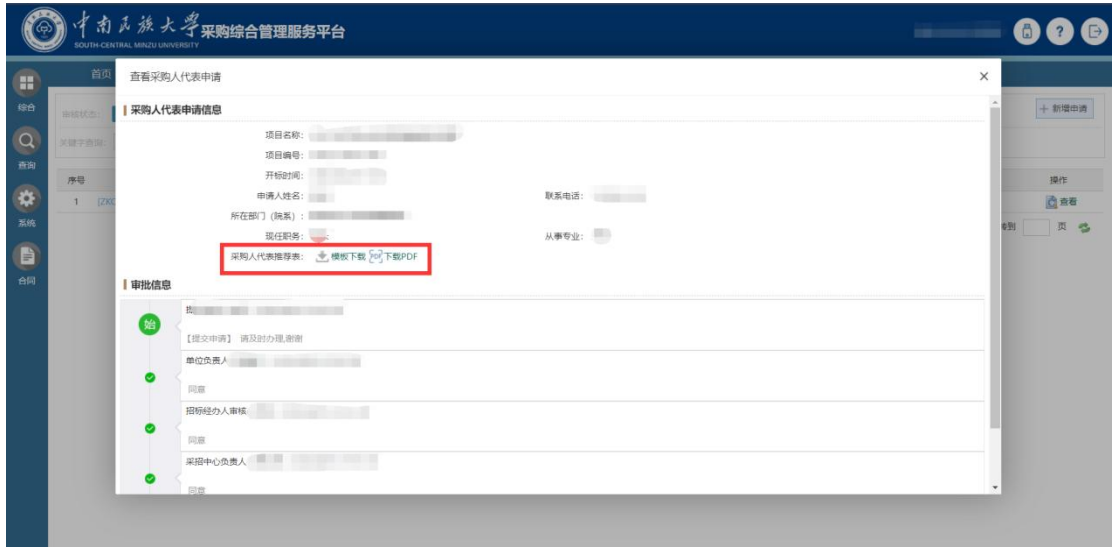 中南民族大学采购综合管理服务平台
SOUTH-CENTRAL MINZU UNIVERSITY
?
首页
综合
查询
系统
合同
查看采购人代表申请
×
审核状态:
+ 新增申请
关键字查询:
采购人代表申请信息
项目名称:
项目编号:
开标时间:
申请人姓名:
联系电话:
所在部门（院系）:
现任职务:
从事专业:
采购人代表推荐表: 模板下载 PDF 下载PDF
序号
操作
1
查看
页
审批信息
始
【提交申请】 请及时办理,谢谢
单位负责人
同意
招标经办人审核
同意
采招中心负责人
同意